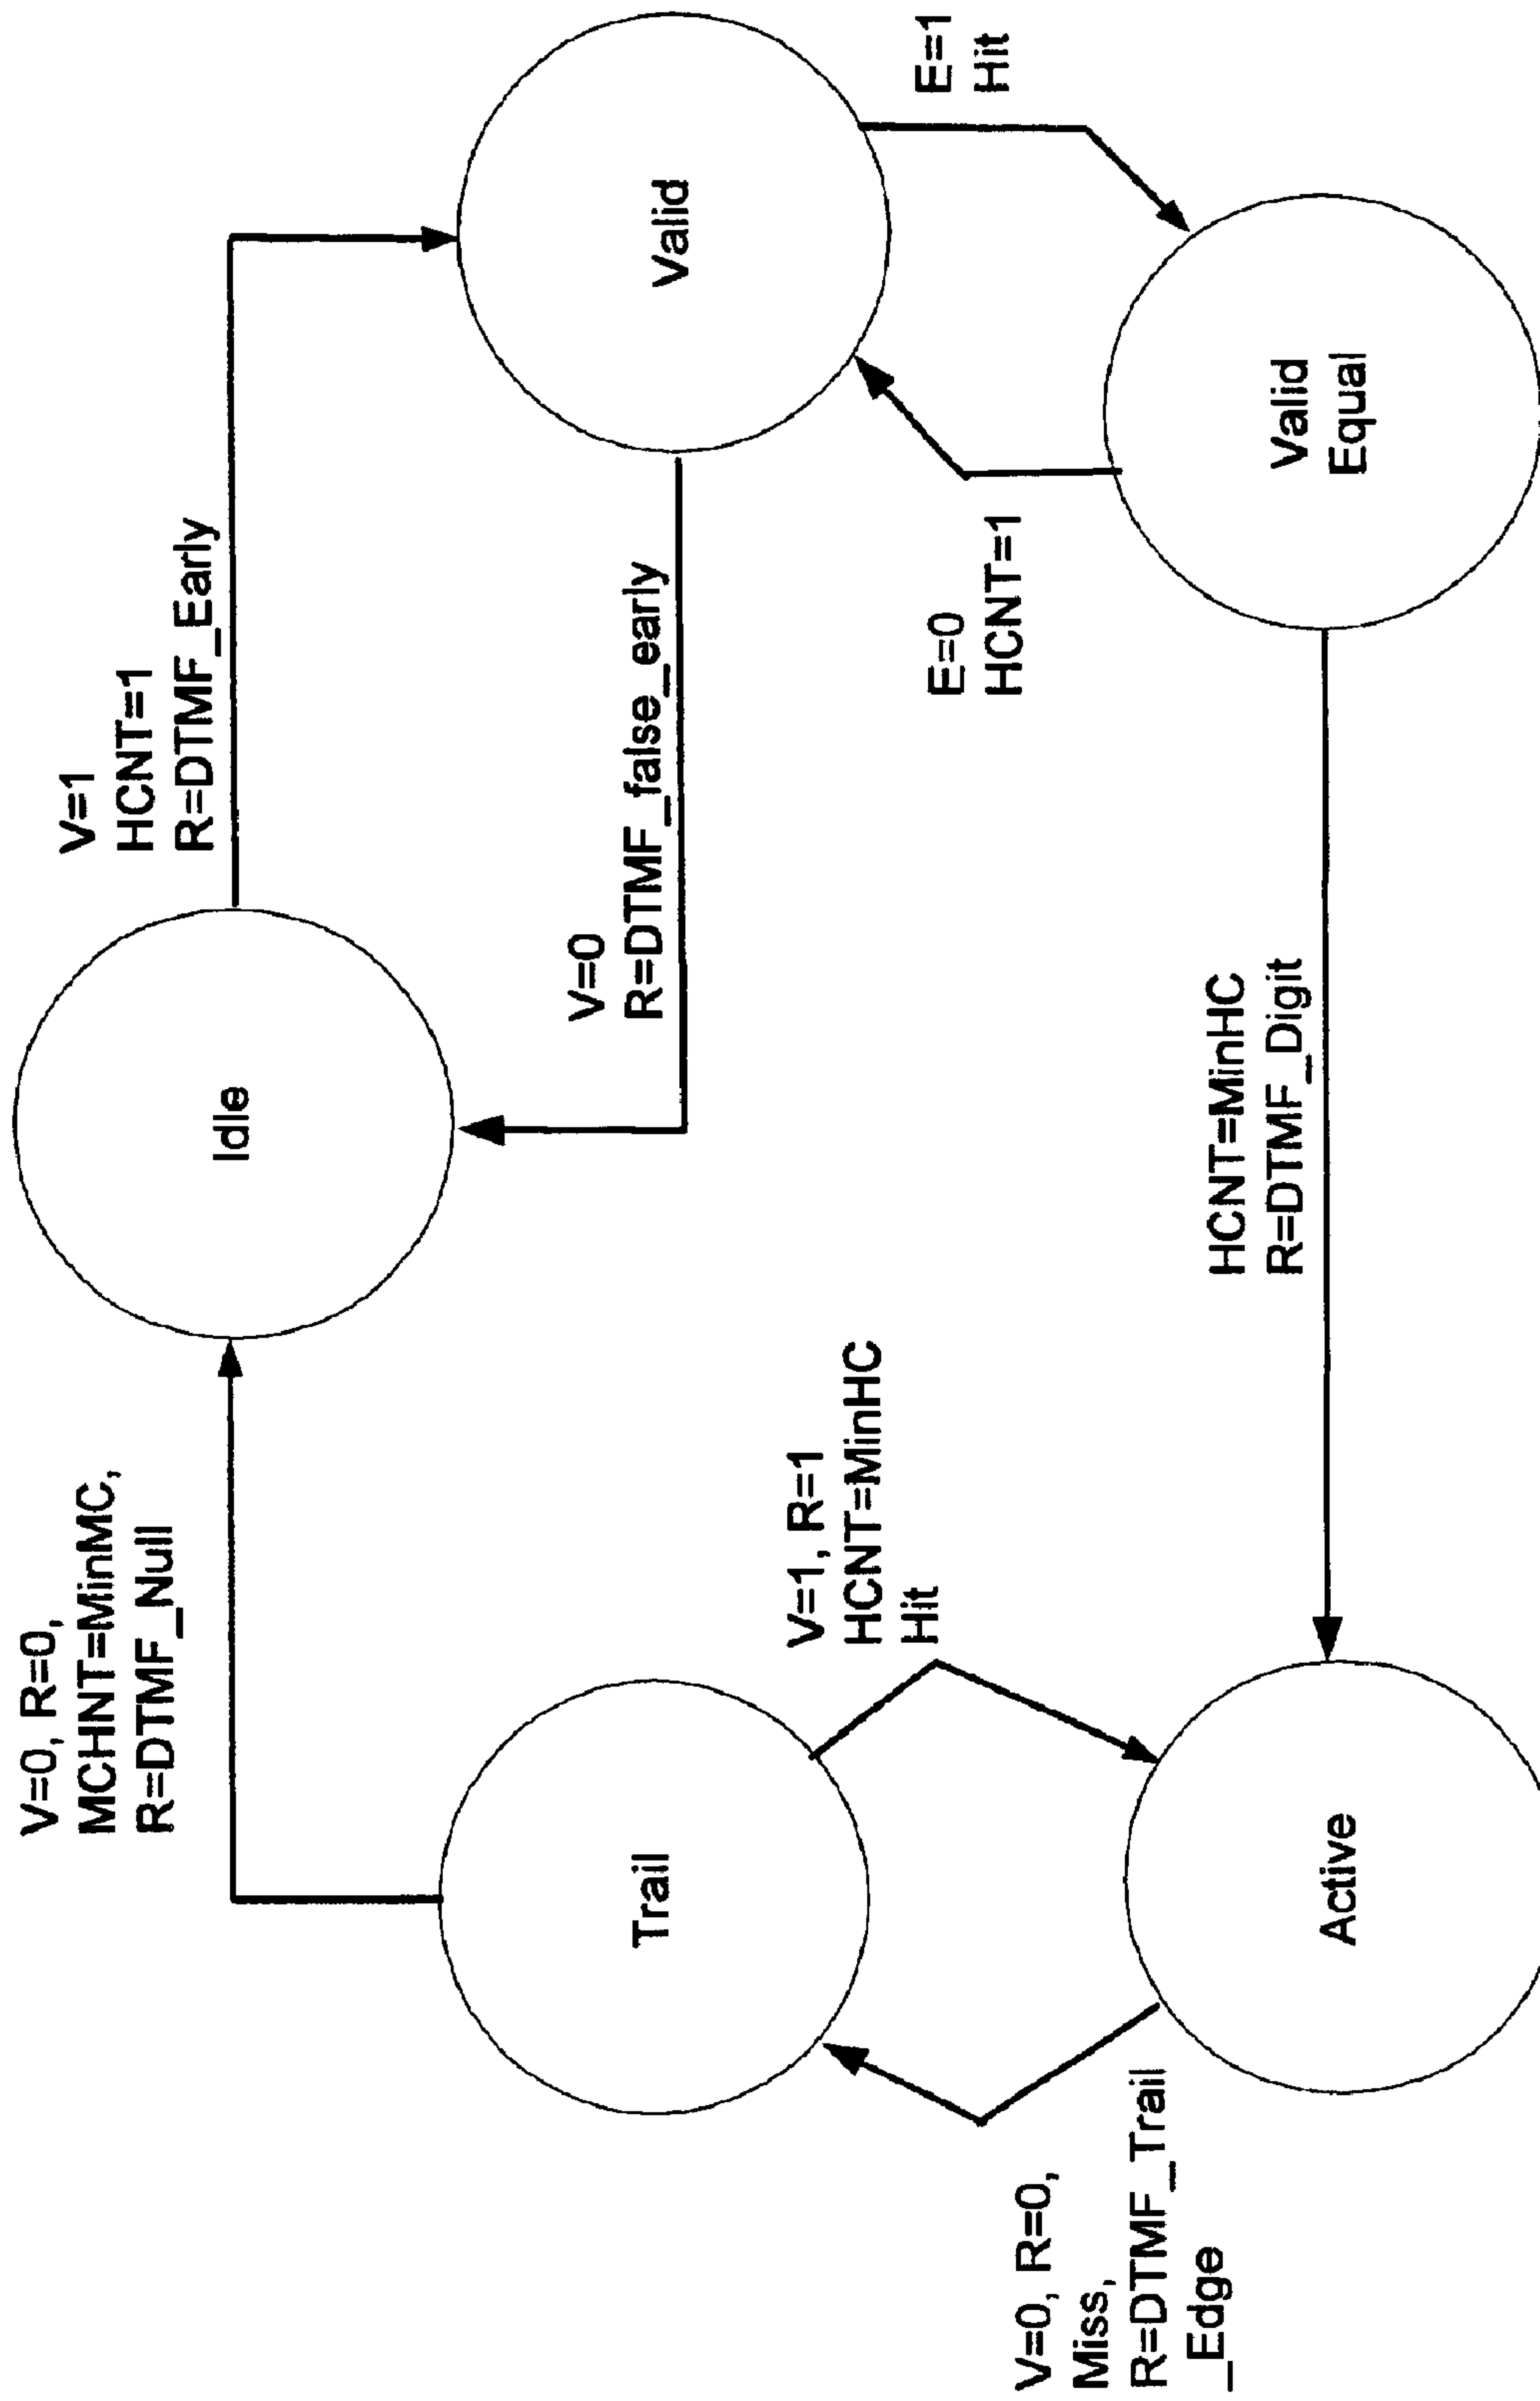 V=0, R=0,
MCHNT=MinMC,
R=DTMF_Null
Idle
V=1
HCNT=1
R=DTMF_Early
Trail
V=1, R=1
HCNT=MinHC
Hit
V=0
R=DTMF_false_early
Valid
E=1
Hit
V=0, R=0,
Miss,
R=DTMF_Trail
_Edge
Active
HCNT=MinHC
R=DTMF_Digit
E=0
HCNT=1
Valid
Equal